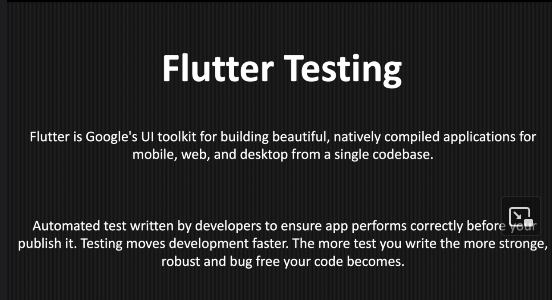 Flutter Testing
Flutter is Google's UI toolkit for building beautiful, natively compiled applications for
mobile, web, and desktop from a single codebase.
Automated test written by developers to ensure app performs correctly before your
publish it. Testing moves development faster. The more test you write the more stronge,
robust and bug free your code becomes.